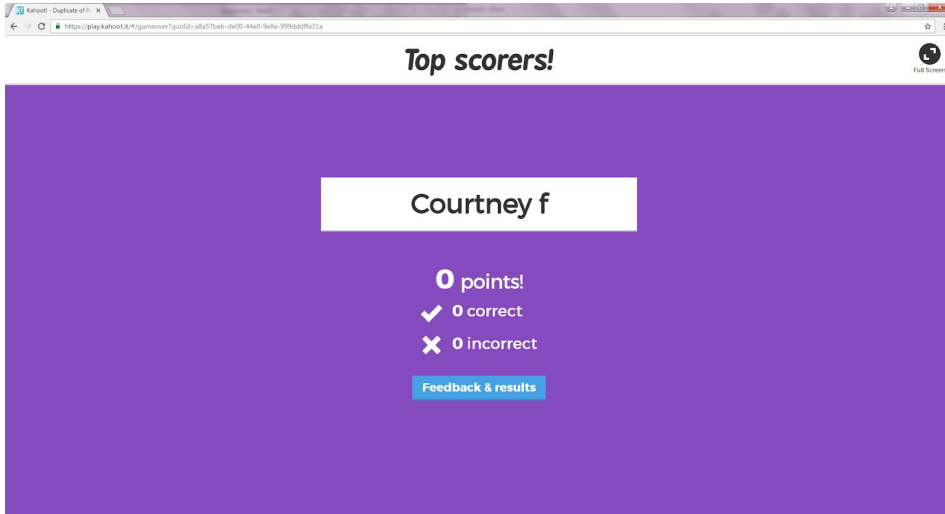 Kahoot! - Duplicate of
https://play.kahoot.it/#/gameover?quizId=a8a57beb-de00-44e0-9e8e-999dddffa31a
Top scorers!
Full Screen
Courtney f
0 points!
0 correct
0 incorrect
Feedback & results